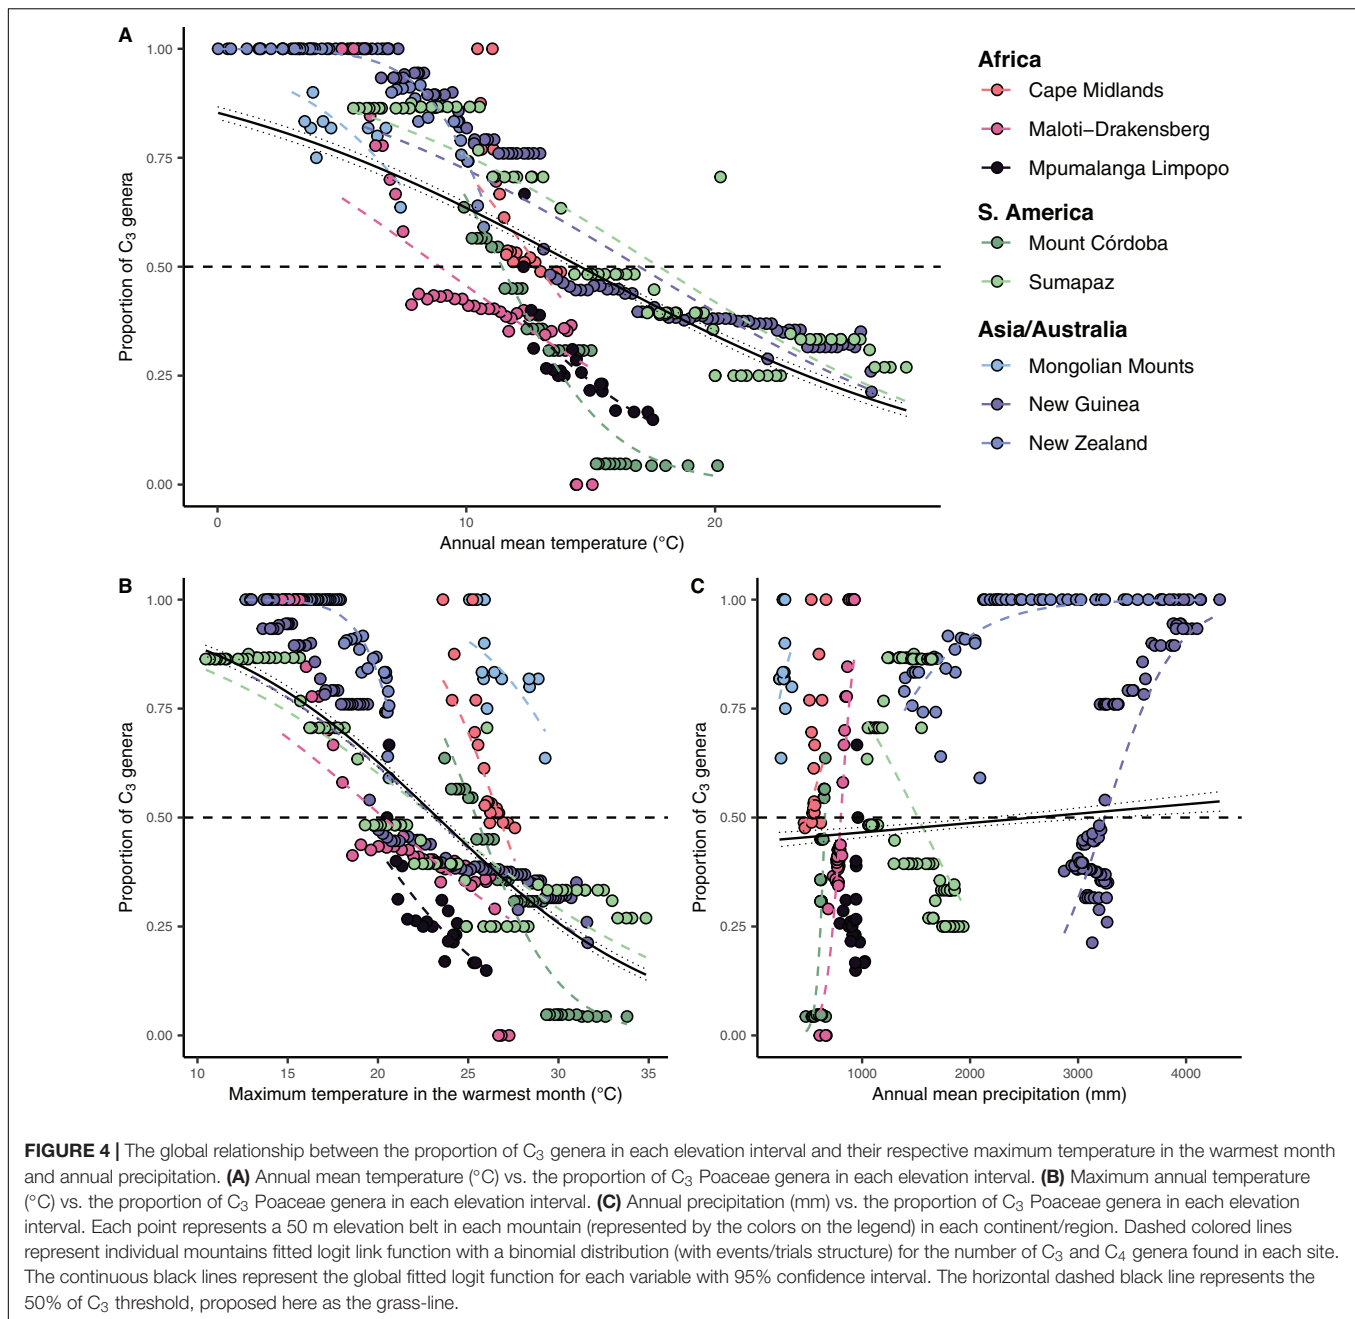 A
1.00
0.75
0.50
0.25
0.00
Proportion of C₃ genera
0
10
20
Annual mean temperature (°C)
Africa
Cape Midlands
Maloti–Drakensberg
Mpumalanga Limpopo
S. America
Mount Córdoba
Sumapaz
Asia/Australia
Mongolian Mounts
New Guinea
New Zealand
B
1.00
0.75
0.50
0.25
0.00
Proportion of C₃ genera
10
15
20
25
30
35
Maximum temperature in the warmest month (°C)
C
1.00
0.75
0.50
0.25
0.00
Proportion of C₃ genera
1000
2000
3000
4000
Annual mean precipitation (mm)
FIGURE 4 | The global relationship between the proportion of C₃ genera in each elevation interval and their respective maximum temperature in the warmest month
and annual precipitation. (A) Annual mean temperature (°C) vs. the proportion of C₃ Poaceae genera in each elevation interval. (B) Maximum annual temperature
(°C) vs. the proportion of C₃ Poaceae genera in each elevation interval. (C) Annual precipitation (mm) vs. the proportion of C₃ Poaceae genera in each elevation
interval. Each point represents a 50 m elevation belt in each mountain (represented by the colors on the legend) in each continent/region. Dashed colored lines
represent individual mountains fitted logit link function with a binomial distribution (with events/trials structure) for the number of C₃ and C₄ genera found in each site.
The continuous black lines represent the global fitted logit function for each variable with 95% confidence interval. The horizontal dashed black line represents the
50% of C₃ threshold, proposed here as the grass-line.